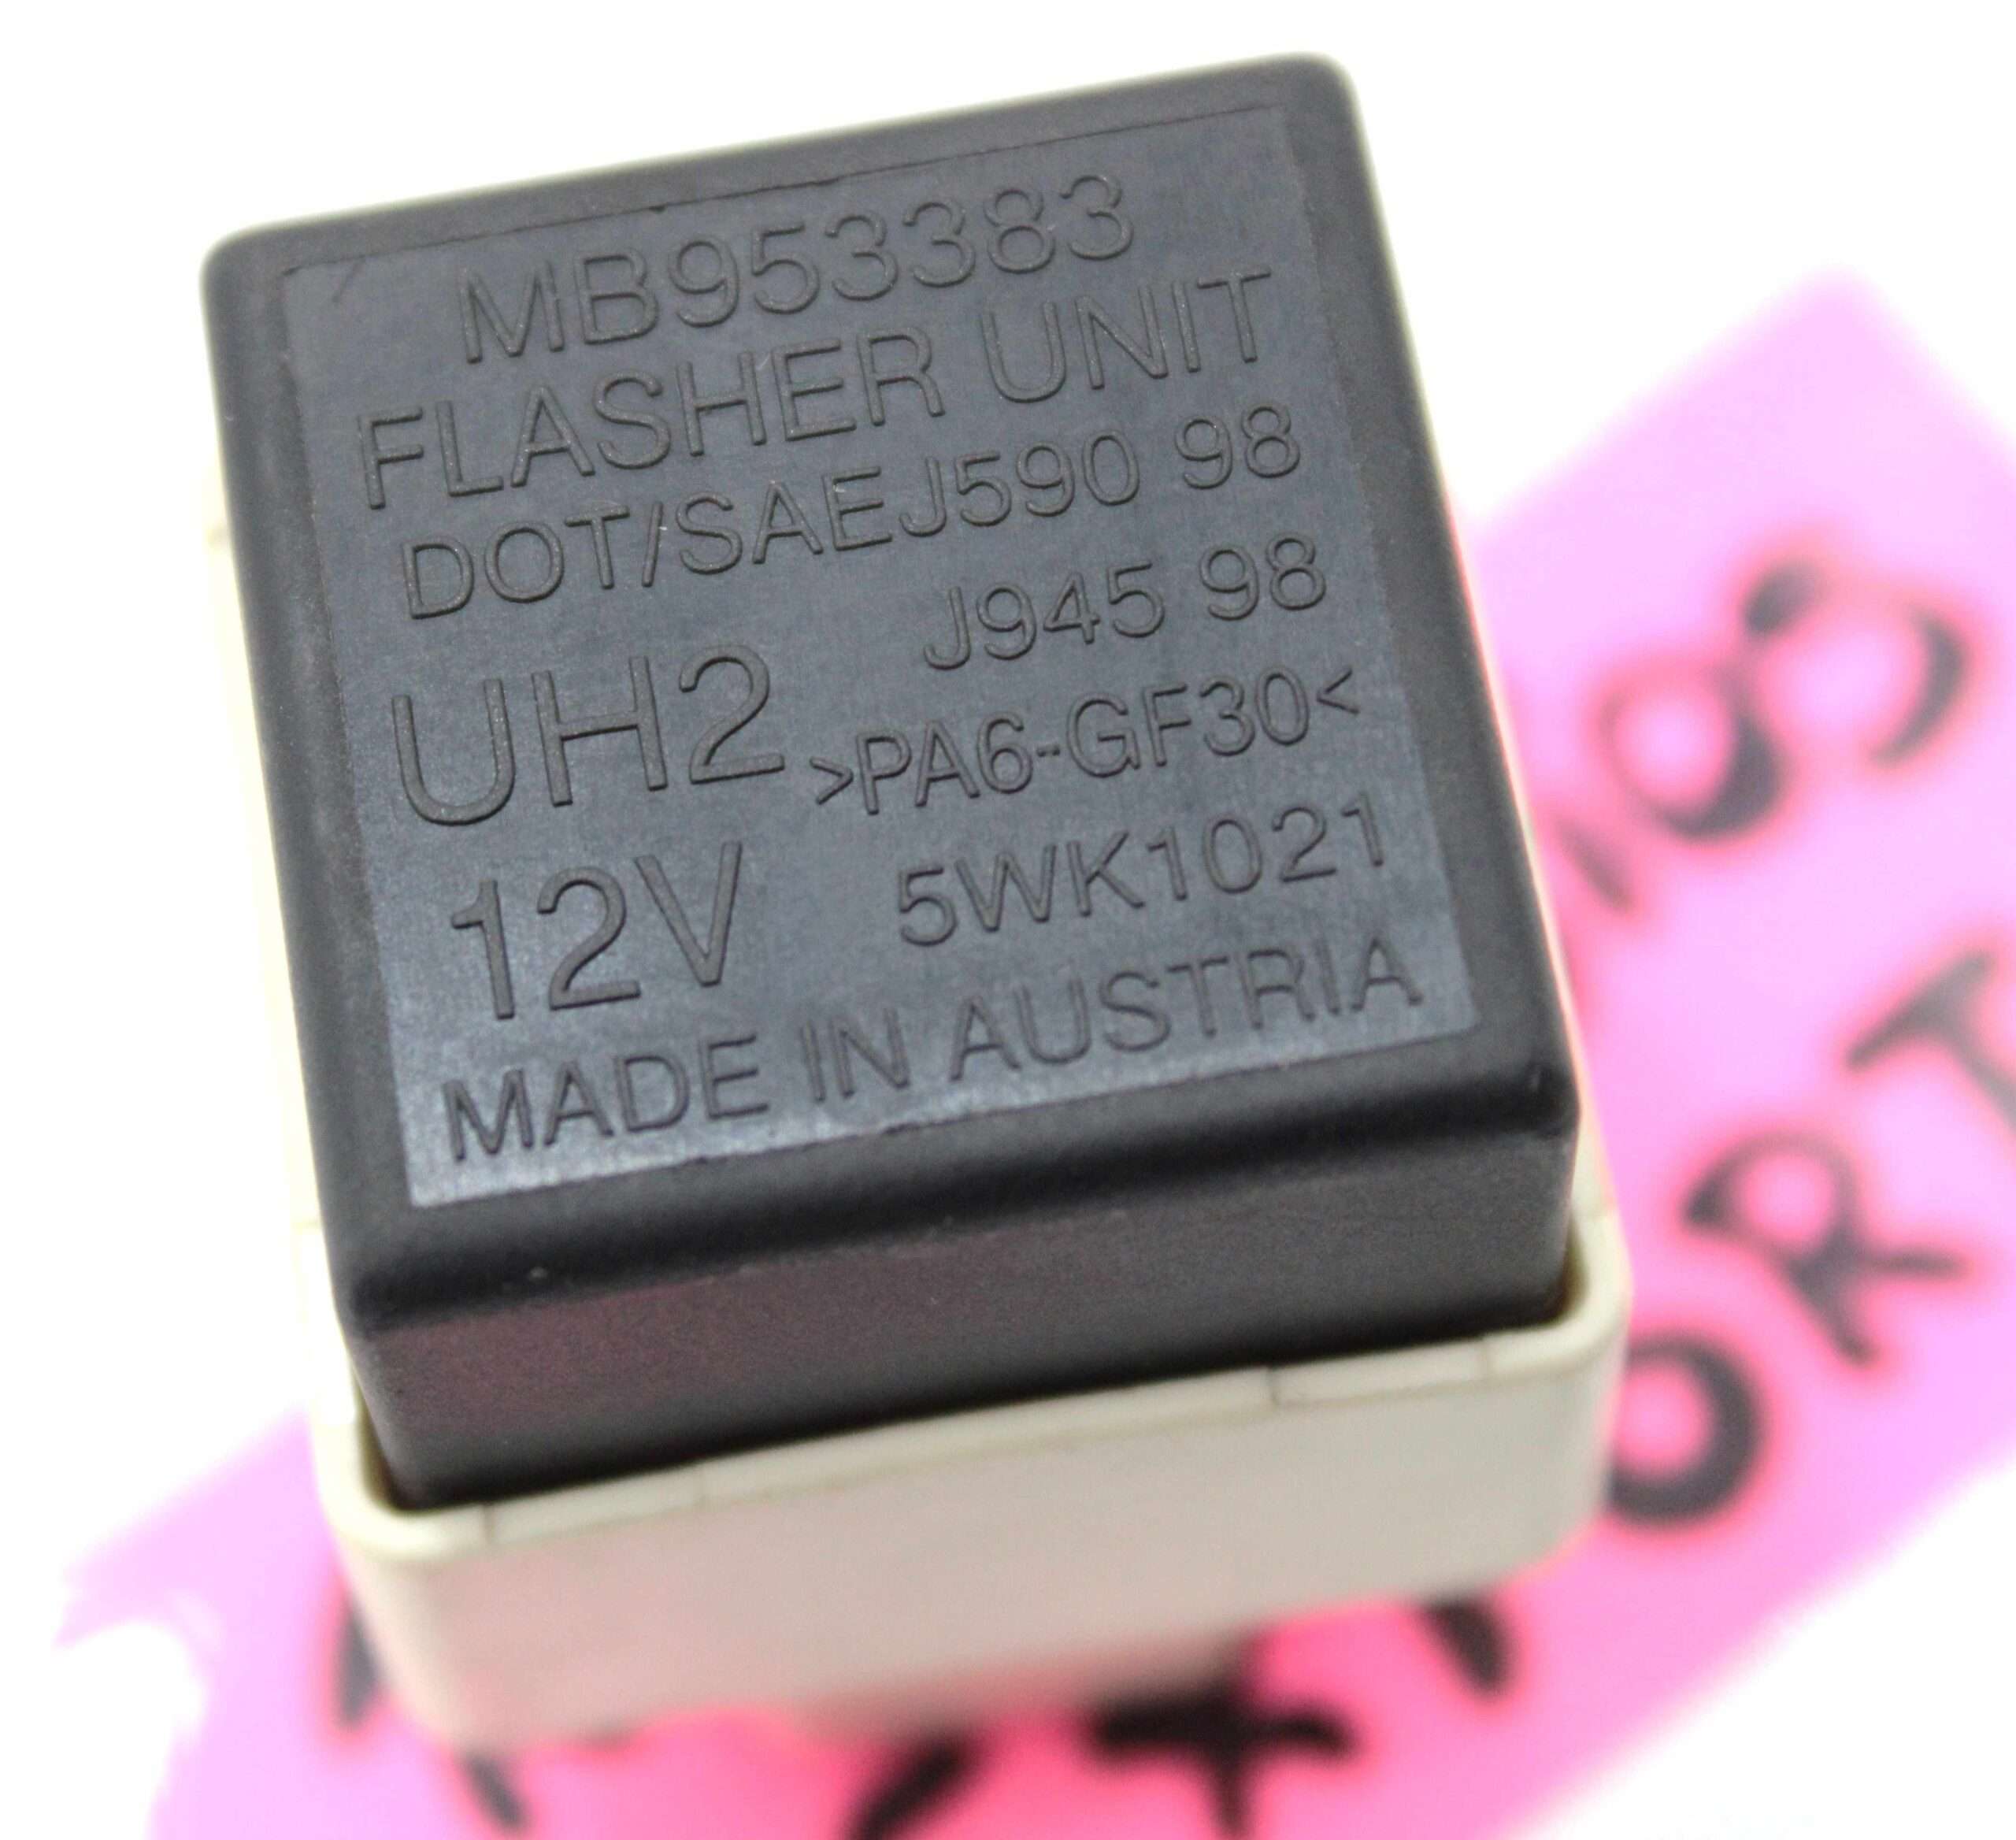 MB953383
FLASHER UNIT
DOT/SAEJ590 98
J945 98
UH2
>PA6-GF30<
12V
5WK1021
MADE IN AUSTRIA